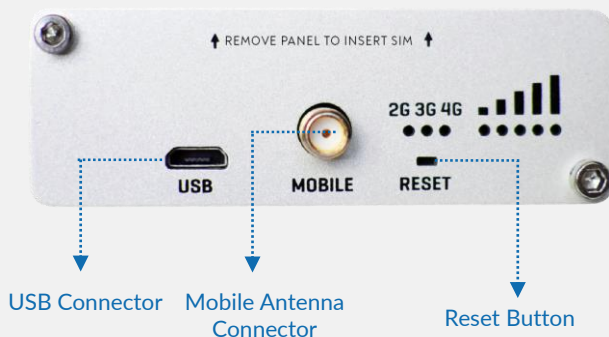 REMOVE PANEL TO INSERT SIM
2G 3G 4G
USB
MOBILE
RESET
USB Connector
Mobile Antenna
Connector
Reset Button